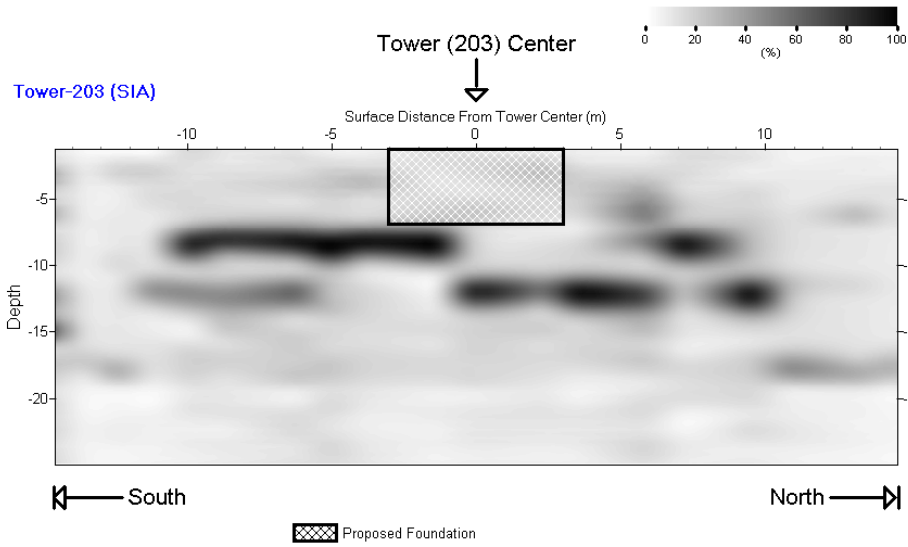 0 20 40 60 80 100
(%)
Tower (203) Center
Tower-203 (SIA)
Surface Distance From Tower Center (m)
-10 -5 0 5 10
-5
-10
-15
-20
Depth
South
North
Proposed Foundation